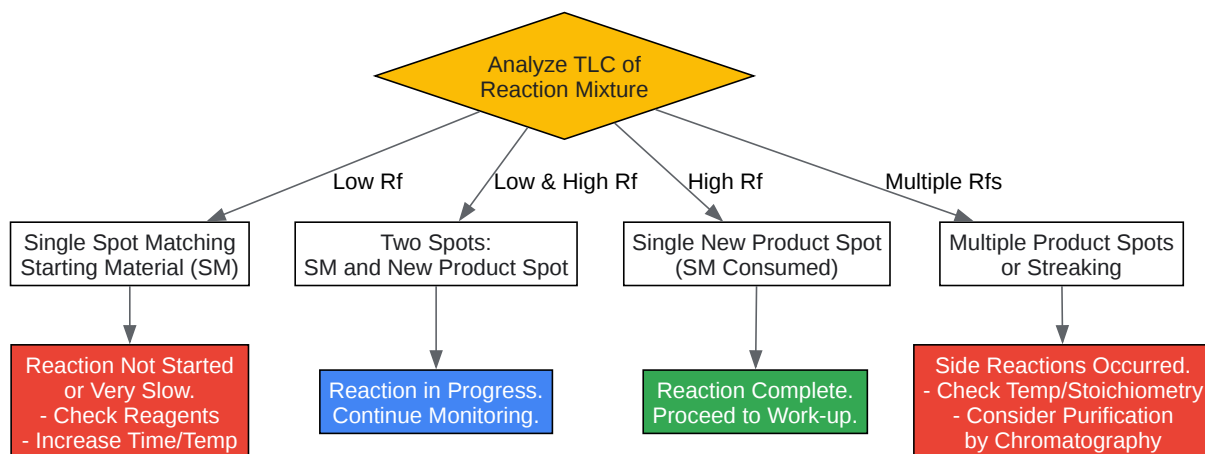 Analyze TLC of
Reaction Mixture
Low Rf
Low & High Rf
High Rf
Multiple Rfs
Single Spot Matching
Starting Material (SM)
Two Spots:
SM and New Product Spot
Single New Product Spot
(SM Consumed)
Multiple Product Spots
or Streaking
Reaction Not Started
or Very Slow.
- Check Reagents
- Increase Time/Temp
Reaction in Progress.
Continue Monitoring.
Reaction Complete.
Proceed to Work-up.
Side Reactions Occurred.
- Check Temp/Stoichiometry
- Consider Purification
by Chromatography